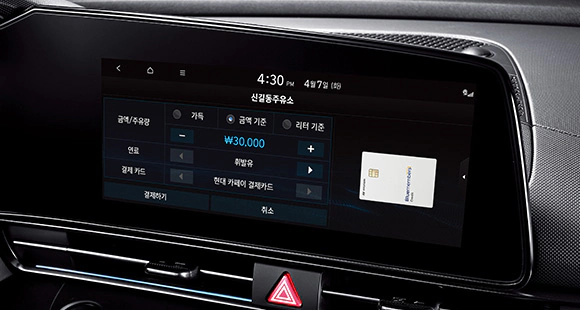 4:30 PM 4월 7일 (화)
신길동주유소
금액/주유량 가득 금액 기준 리터 기준
− ₩30,000 +
연료 휘발유
결제 카드 현대 카페이 결제카드
결제하기 취소
Bluemembers